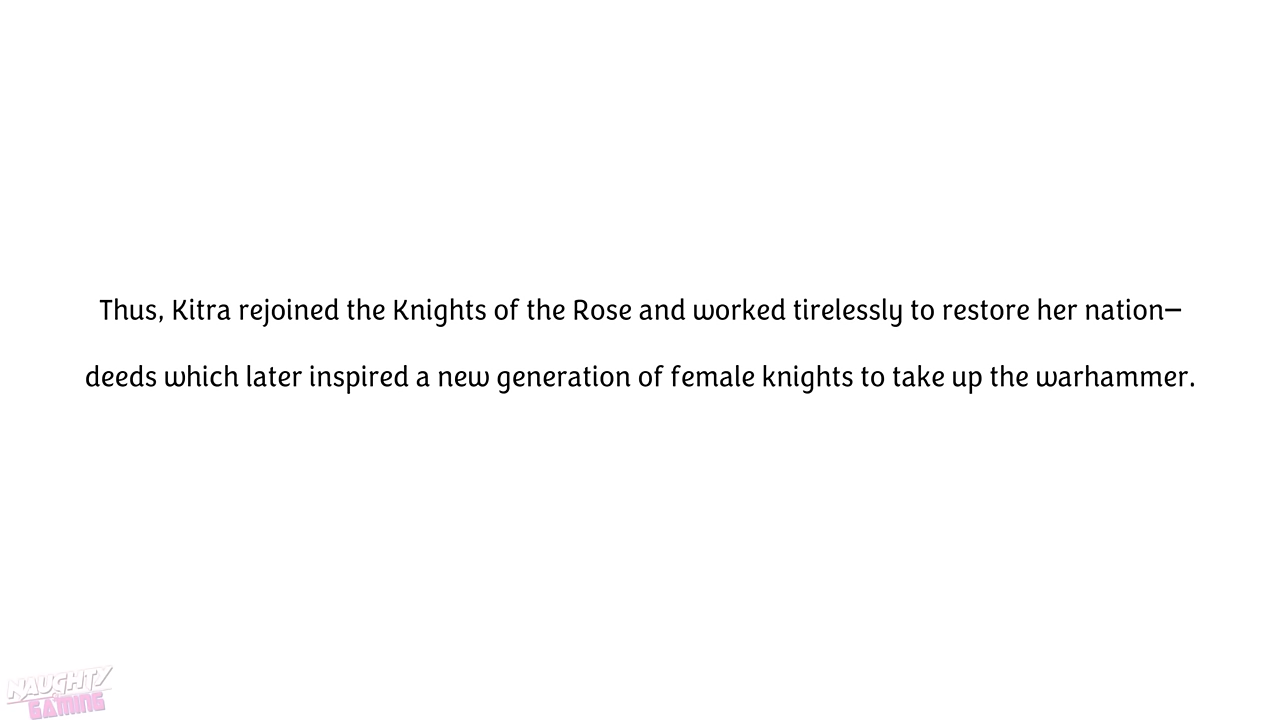 Thus, Kitra rejoined the Knights of the Rose and worked tirelessly to restore her nation—
deeds which later inspired a new generation of female knights to take up the warhammer.
NAUGHTY
GAMING